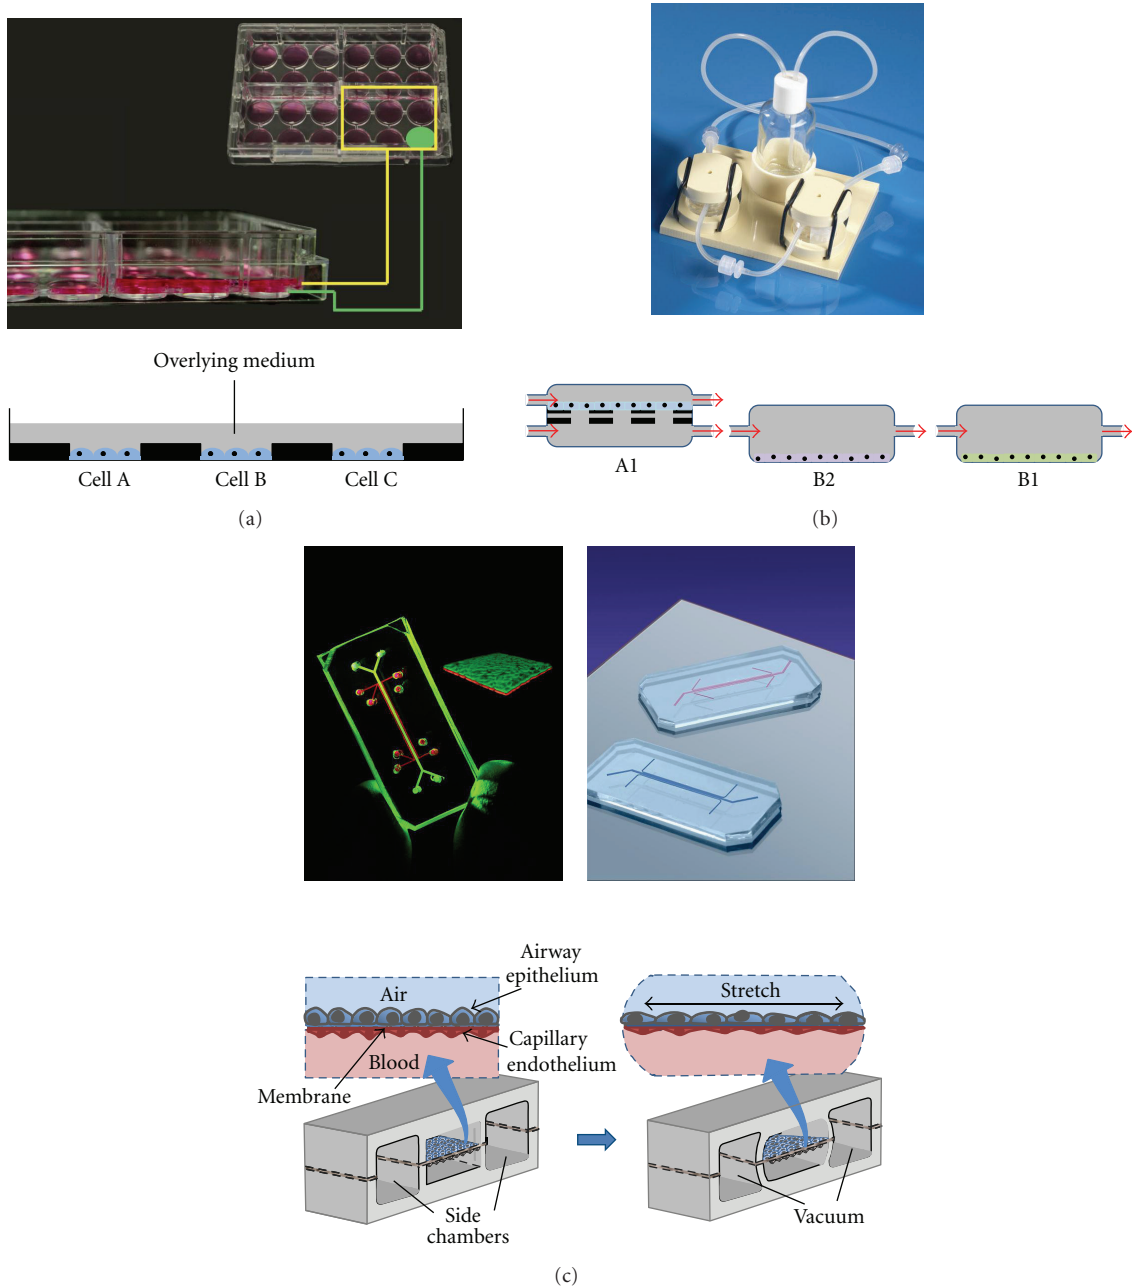 Overlying medium
Cell A
Cell B
Cell C
(a)
A1
B2
B1
(b)
Airway
epithelium
Air
Capillary
endothelium
Blood
Membrane
Side
chambers
Stretch
Vacuum
(c)